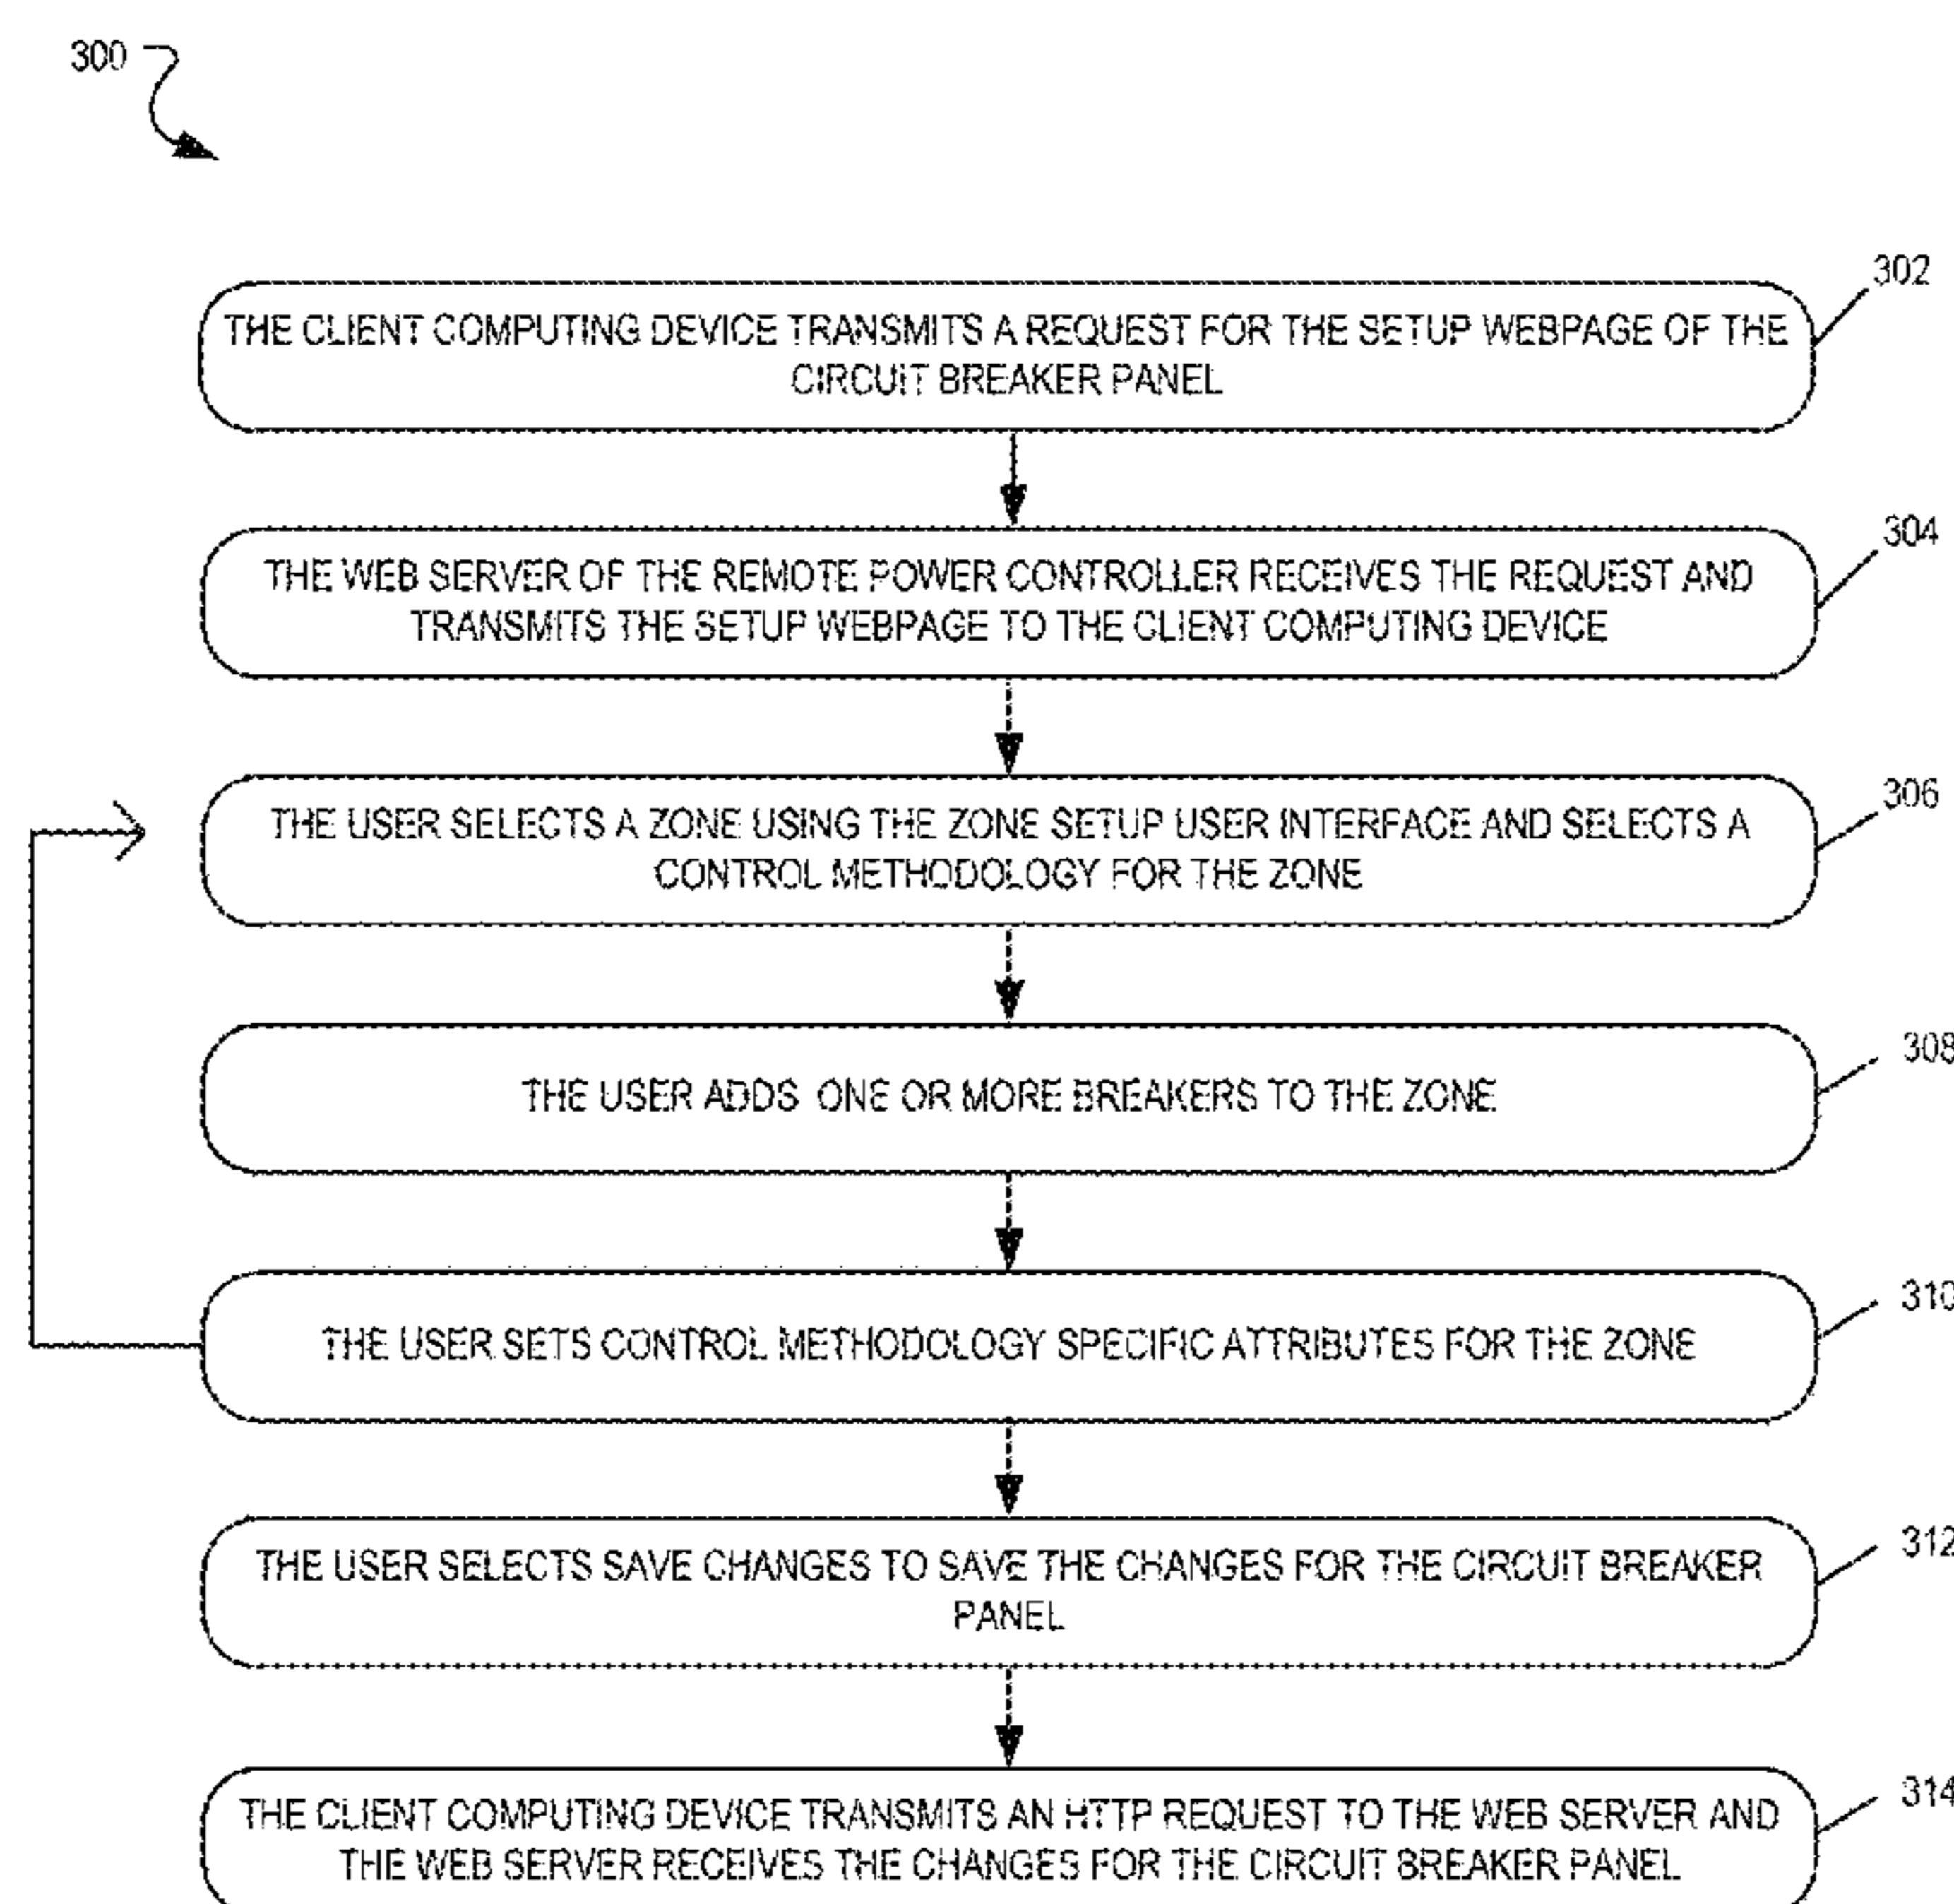 300
302
THE CLIENT COMPUTING DEVICE TRANSMITS A REQUEST FOR THE SETUP WEBPAGE OF THE
CIRCUIT BREAKER PANEL
304
THE WEB SERVER OF THE REMOTE POWER CONTROLLER RECEIVES THE REQUEST AND
TRANSMITS THE SETUP WEBPAGE TO THE CLIENT COMPUTING DEVICE
306
THE USER SELECTS A ZONE USING THE ZONE SETUP USER INTERFACE AND SELECTS A
CONTROL METHODOLOGY FOR THE ZONE
308
THE USER ADDS ONE OR MORE BREAKERS TO THE ZONE
310
THE USER SETS CONTROL METHODOLOGY SPECIFIC ATTRIBUTES FOR THE ZONE
312
THE USER SELECTS SAVE CHANGES TO SAVE THE CHANGES FOR THE CIRCUIT BREAKER
PANEL
314
THE CLIENT COMPUTING DEVICE TRANSMITS AN HTTP REQUEST TO THE WEB SERVER AND
THE WEB SERVER RECEIVES THE CHANGES FOR THE CIRCUIT BREAKER PANEL